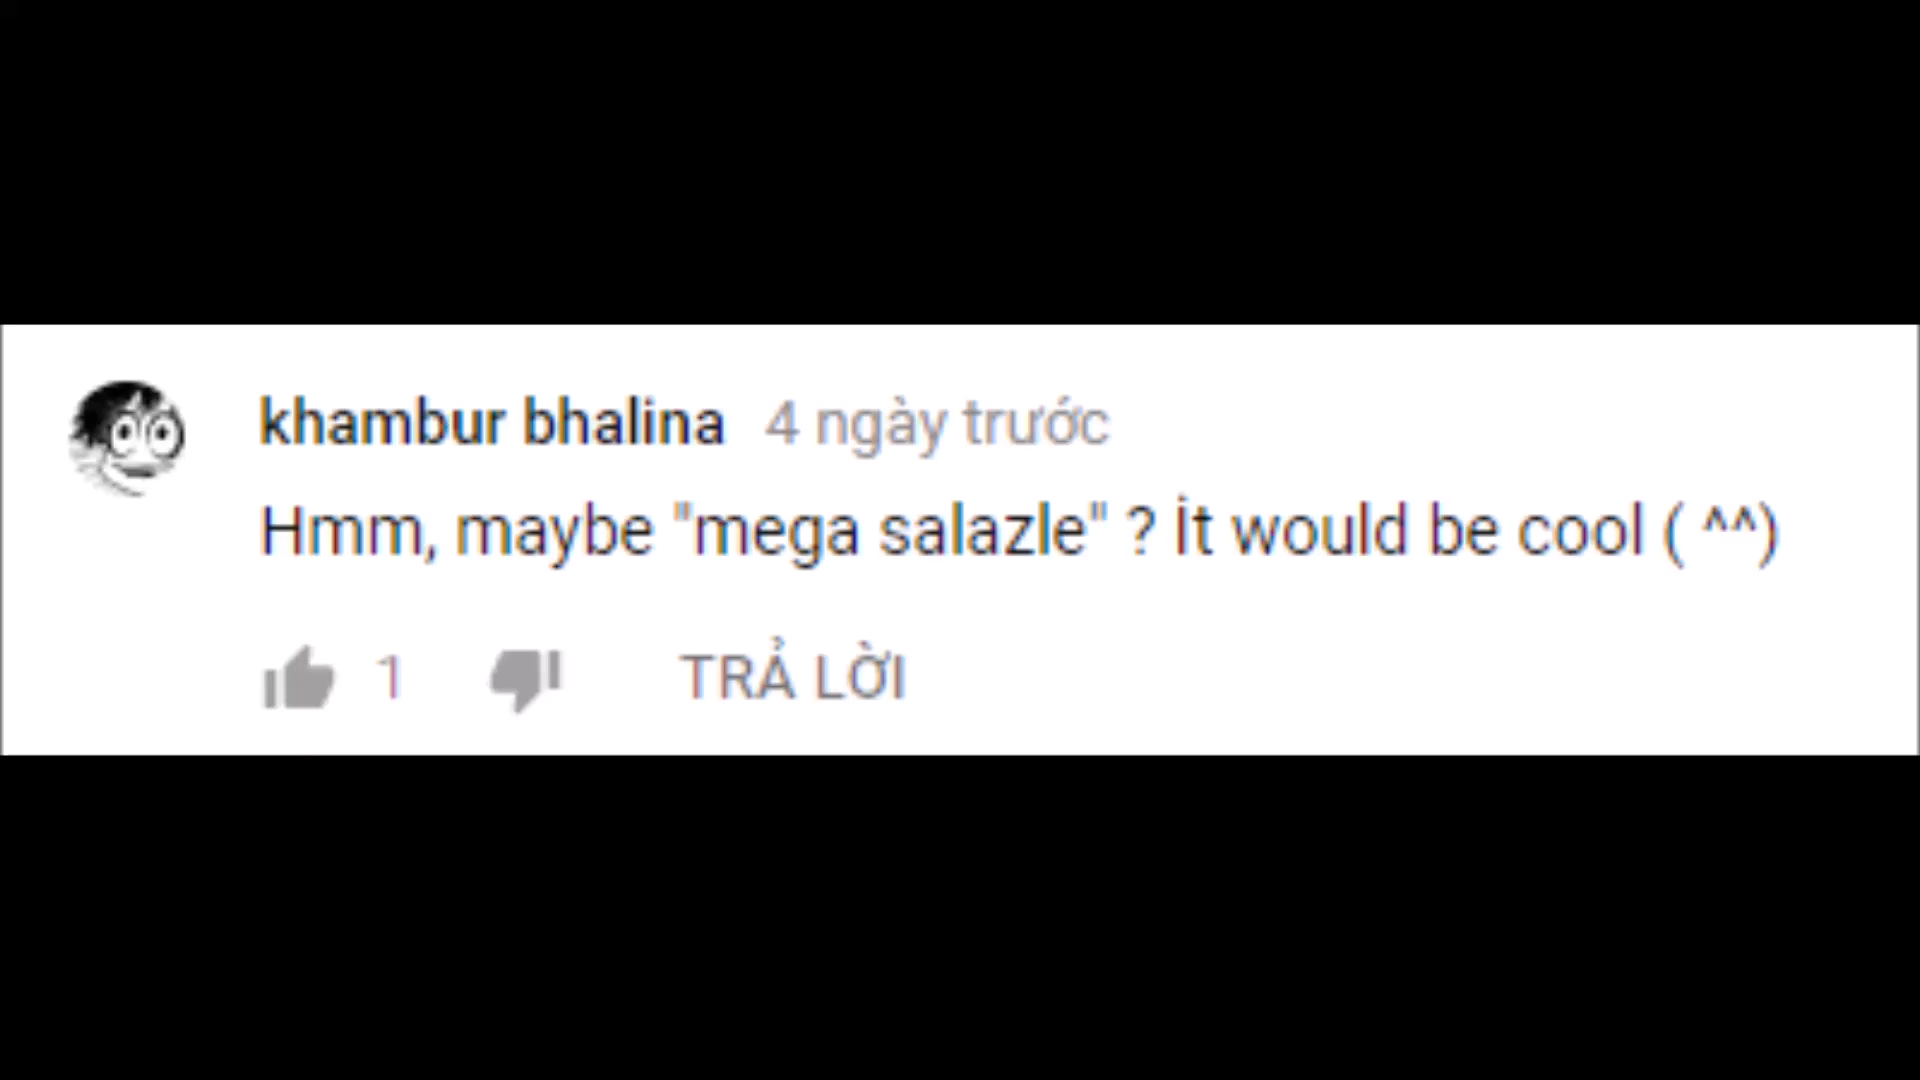 khambur bhalina 4 ngày trước
Hmm, maybe "mega salazle" ? İt would be cool ( ^^)
1 TRẢ LỜI